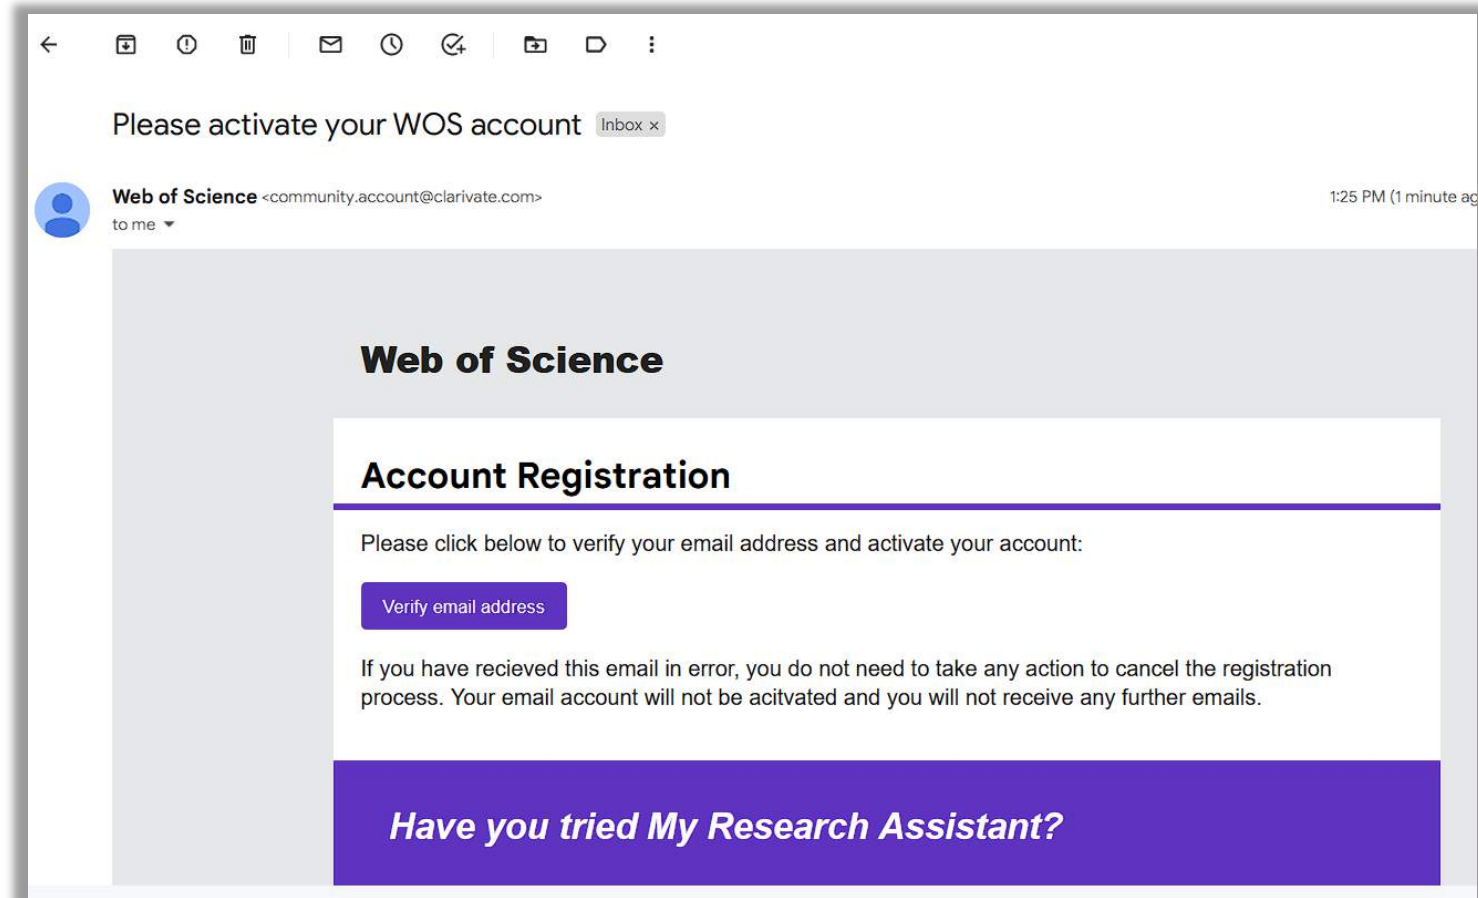 Please activate your WOS account Inbox ×
Web of Science <community.account@clarivate.com> 1:25 PM (1 minute ag
to me
Web of Science
Account Registration
Please click below to verify your email address and activate your account:
Verify email address
If you have recieved this email in error, you do not need to take any action to cancel the registration
process. Your email account will not be acitvated and you will not receive any further emails.
Have you tried My Research Assistant?